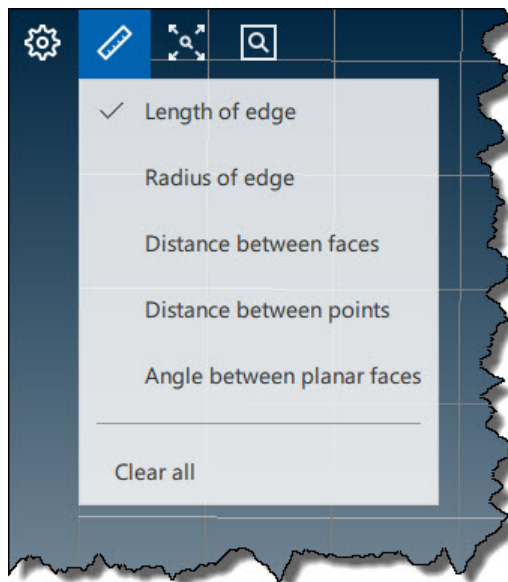 Length of edge
Radius of edge
Distance between faces
Distance between points
Angle between planar faces
Clear all